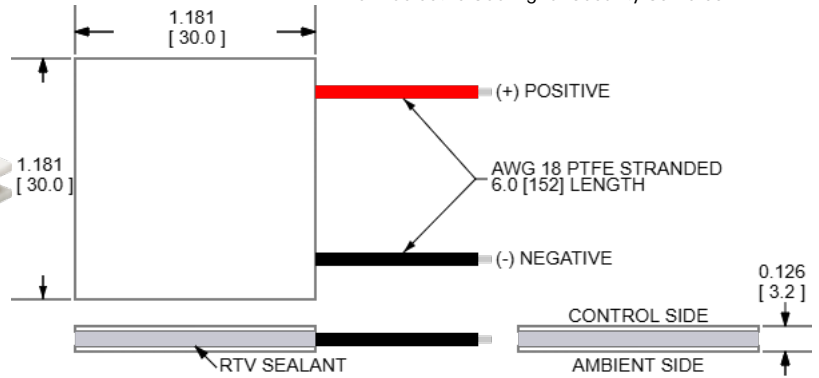 1.181
[ 30.0 ]
(+) POSITIVE
1.181
[ 30.0 ]
AWG 18 PTFE STRANDED
6.0 [152] LENGTH
(-) NEGATIVE
0.126
[ 3.2 ]
CONTROL SIDE
RTV SEALANT
AMBIENT SIDE